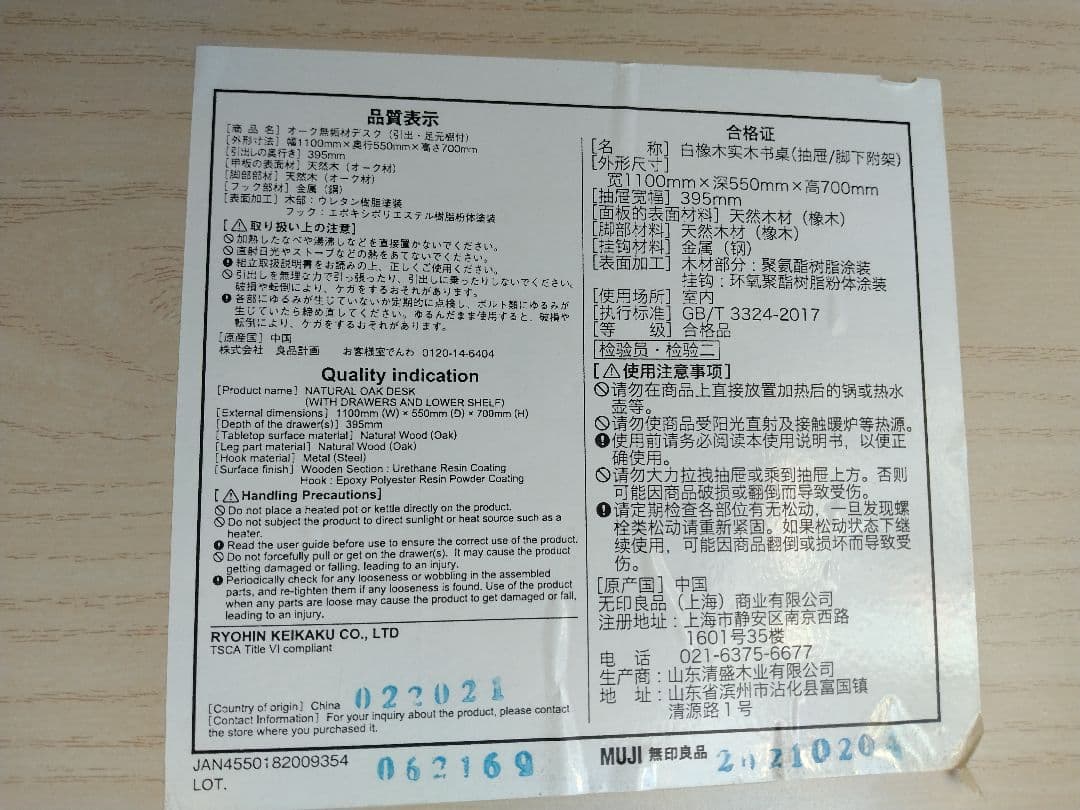 品質表示
[商 品 名] オーク無垢材デスク（引出・足元棚付）
[外形寸法] 幅1100mm×奥行550mm×高さ700mm
[引出しの奥行き] 395mm
[甲板の表面材] 天然木（オーク材）
[脚部部材] 天然木（オーク材）
[フック部材] 金属（鋼）
[表面加工] 木部：ウレタン樹脂塗装
フック：エポキシポリエステル樹脂粉体塗装
[⚠取り扱い上の注意]
加熱したなべや湯沸しなどを直接置かないでください。
直射日光やストーブなどの熱をあてないでください。
組立取扱説明書をお読みの上、正しくご使用ください。
引出しを無理な力で引っ張ったり、引出しに乗ったりしないでください。
破損や転倒により、ケガをするおそれがあります。
各部にゆるみが生じていないか定期的に点検し、ボルト類にゆるみが
生じていたら締め直してください。ゆるんだまま使用すると、破損や
転倒により、ケガをするおそれがあります。
[原産国] 中国
株式会社 良品計画 お客様室でんわ 0120-14-6404
Quality indication
[Product name] NATURAL OAK DESK
(WITH DRAWERS AND LOWER SHELF)
[External dimensions] 1100mm (W) × 550mm (D) × 700mm (H)
[Depth of the drawer(s)] 395mm
[Tabletop surface material] Natural Wood (Oak)
[Leg part material] Natural Wood (Oak)
[Hook material] Metal (Steel)
[Surface finish] Wooden Section : Urethane Resin Coating
Hook : Epoxy Polyester Resin Powder Coating
[⚠Handling Precautions]
Do not place a heated pot or kettle directly on the product.
Do not subject the product to direct sunlight or heat source such as a
heater.
Read the user guide before use to ensure the correct use of the product.
Do not forcefully pull or get on the drawer(s). It may cause the product
getting damaged or falling, leading to an injury.
Periodically check for any looseness or wobbling in the assembled
parts, and re-tighten them if any looseness is found. Use of the product
when any parts are loose may cause the product to get damaged or fall,
leading to an injury.
RYOHIN KEIKAKU CO., LTD
TSCA Title VI compliant
022021
[Country of origin] China
[Contact Information] For your inquiry about the product, please contact
the store where you purchased it.
合格证
[名 称] 白橡木实木书桌（抽屉/脚下附架）
[外形尺寸]
宽1100mm×深550mm×高700mm
[抽屉宽幅] 395mm
[面板的表面材料] 天然木材（橡木）
[脚部材料] 天然木材（橡木）
[挂钩材料] 金属（钢）
[表面加工] 木材部分：聚氨酯树脂涂装
挂钩：环氧聚酯树脂粉体涂装
[使用场所] 室内
[执行标准] GB/T 3324-2017
[等 级] 合格品
检验员・检验二
[⚠使用注意事项]
请勿在商品上直接放置加热后的锅或热水
壶等。
请勿使商品受阳光直射及接触暖炉等热源。
使用前请务必阅读本使用说明书，以便正
确使用。
请勿大力拉拽抽屉或乘到抽屉上方。否则
可能因商品破损或翻倒而导致受伤。
请定期检查各部位有无松动，一旦发现螺
栓类松动请重新紧固。如果松动状态下继
续使用，可能因商品翻倒或损坏而导致受
伤。
[原产国] 中国
无印良品（上海）商业有限公司
注册地址：上海市静安区南京西路
1601号35楼
电 话 021-6375-6677
生产商：山东清盛木业有限公司
地 址：山东省滨州市沾化县富国镇
清源路1号
JAN4550182009354
LOT.
062169
MUJI 無印良品